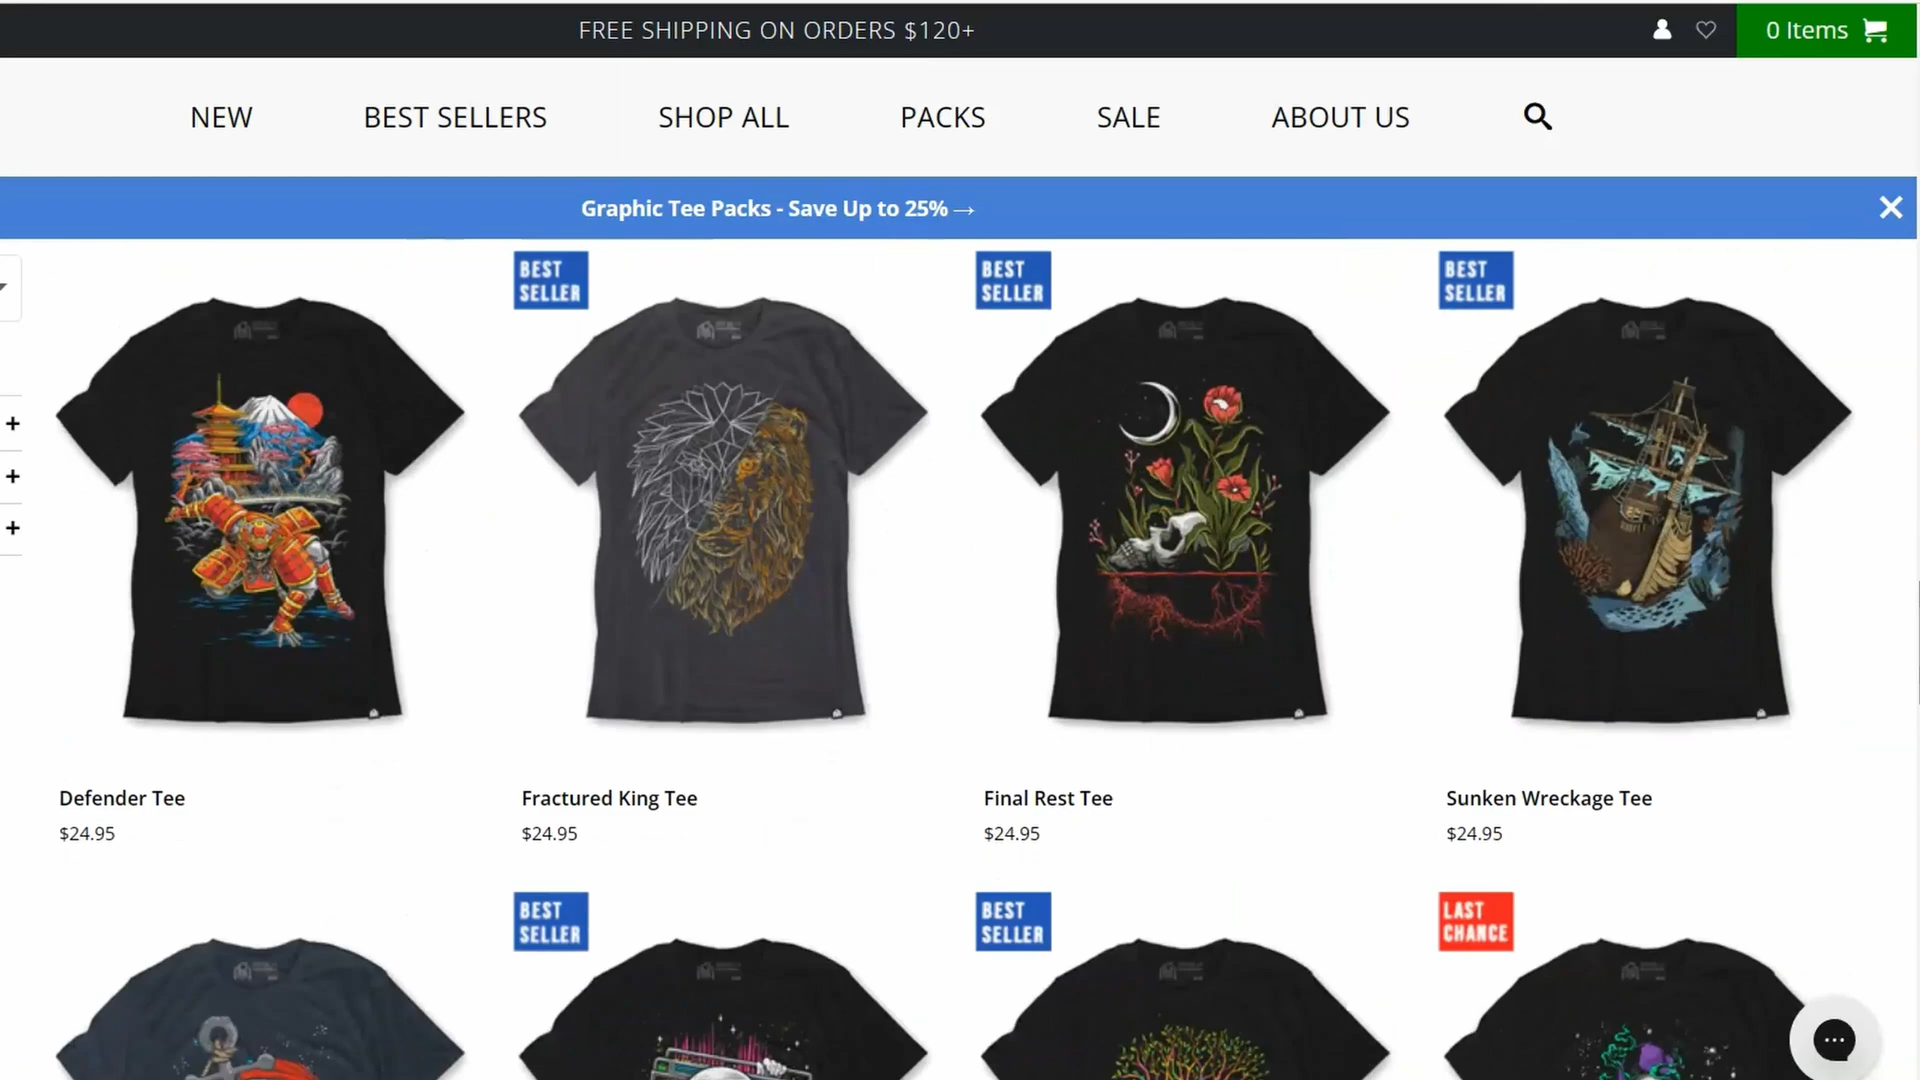 FREE SHIPPING ON ORDERS $120+
0 Items
NEW
BEST SELLERS
SHOP ALL
PACKS
SALE
ABOUT US
Graphic Tee Packs - Save Up to 25% →
BEST
SELLER
BEST
SELLER
BEST
SELLER
Defender Tee
$24.95
Fractured King Tee
$24.95
Final Rest Tee
$24.95
Sunken Wreckage Tee
$24.95
BEST
SELLER
BEST
SELLER
LAST
CHANCE